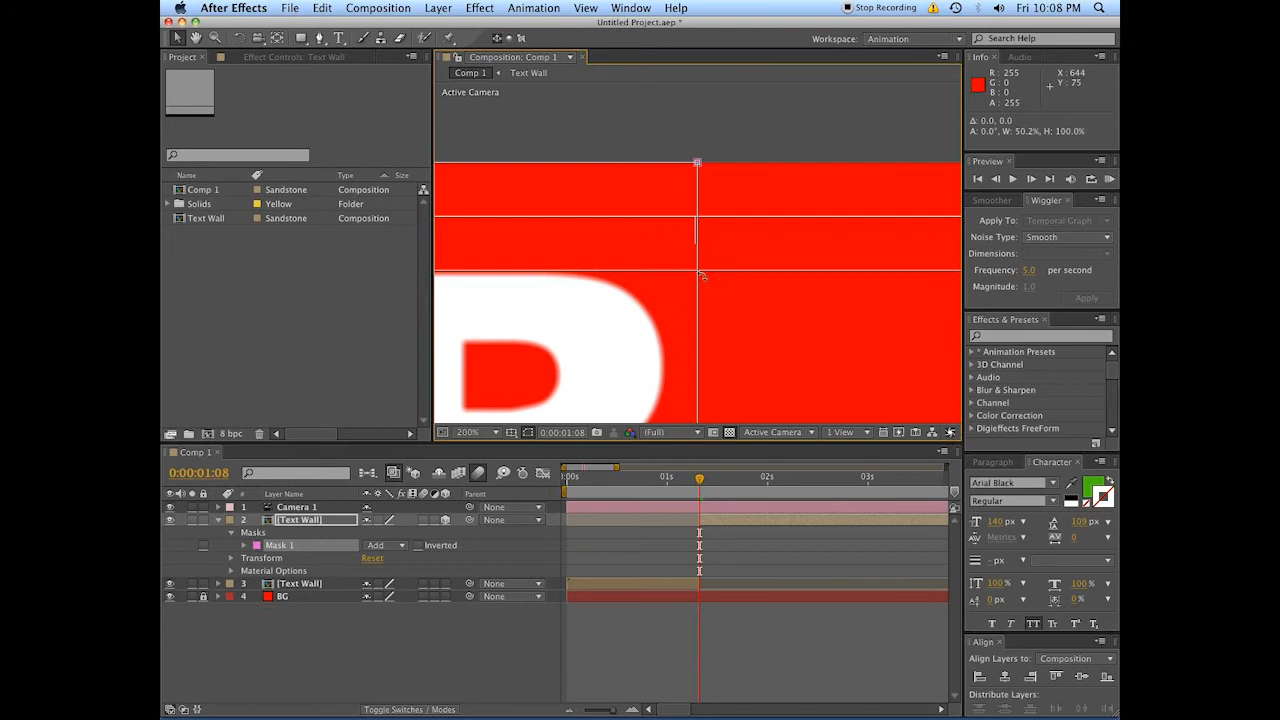 After Effects File Edit Composition Layer Effect Animation View Window Help Stop Recording Fri 10:08 PM
Untitled Project.aep *
Workspace: Animation Search Help
Project Effect Controls: Text Wall Composition: Comp 1 Info Audio
Comp 1 Text Wall
R: 255 X: 644
G: 0 Y: 75
B: 0
A: 255
Active Camera
Δ: 0.0, 0.0
A: 0.0°, W: 50.2%, H: 100.0%
Preview
Name Type Size
Comp 1 Sandstone Composition
Solids Yellow Folder
Text Wall Sandstone Composition
Smoother Wiggler
Apply To: Temporal Graph
Noise Type: Smooth
Dimensions:
Frequency: 5.0 per second
Magnitude: 1.0
Apply
Effects & Presets
* Animation Presets
3D Channel
Audio
Blur & Sharpen
Channel
Color Correction
Digieffects FreeForm
8 bpc
200% 0:00:01:08 (Full) Active Camera 1 View
Comp 1
0:00:01:08
:00s 01s 02s 03s
# Layer Name Parent
1 Camera 1 None
2 [Text Wall] None
Masks
Mask 1 Add Inverted
Transform Reset
Material Options
3 [Text Wall] None
4 BG None
Toggle Switches / Modes
Paragraph Character
Arial Black
Regular
140 px 109 px
Metrics 0
- px
100% 100%
0 px 0 %
T T TT Tr T' T,
Align
Align Layers to: Composition
Distribute Layers: